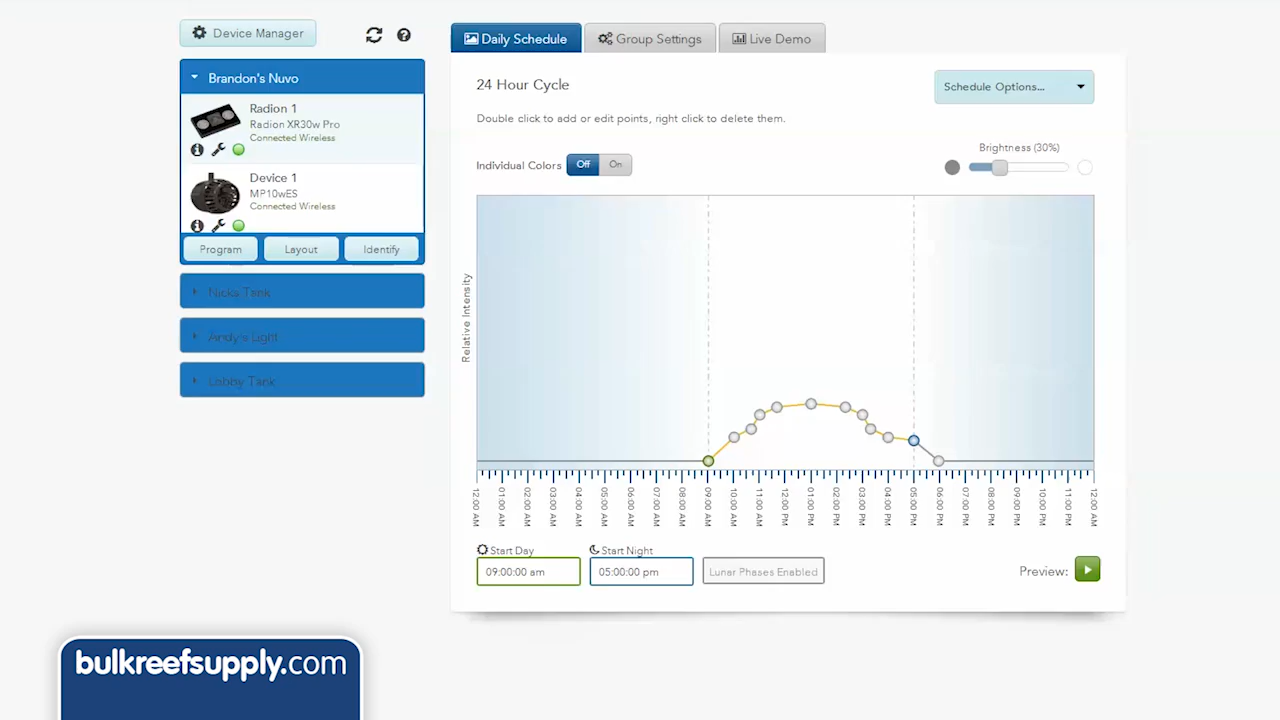 Device Manager
Brandon's Nuvo
Radion 1
Radion XR30w Pro
Connected Wireless
Device 1
MP10wES
Connected Wireless
Program
Layout
Identify
Nicks Tank
Andy's Light
Lobby Tank
Daily Schedule
Group Settings
Live Demo
24 Hour Cycle
Schedule Options...
Double click to add or edit points, right click to delete them.
Individual Colors
Off
On
Brightness (30%)
Relative Intensity
12:00 AM
01:00 AM
02:00 AM
03:00 AM
04:00 AM
05:00 AM
06:00 AM
07:00 AM
08:00 AM
09:00 AM
10:00 AM
11:00 AM
12:00 PM
01:00 PM
02:00 PM
03:00 PM
04:00 PM
05:00 PM
06:00 PM
07:00 PM
08:00 PM
09:00 PM
10:00 PM
11:00 PM
12:00 AM
Start Day
09:00:00 am
Start Night
05:00:00 pm
Lunar Phases Enabled
Preview:
bulkreefsupply.com